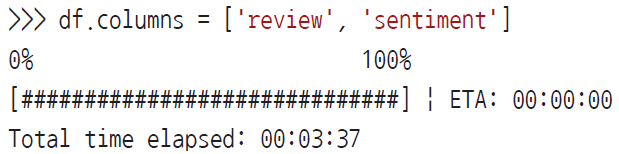 >>> df.columns = ['review', 'sentiment']
0% 100%
[##############################] ¦ ETA: 00:00:00
Total time elapsed: 00:03:37